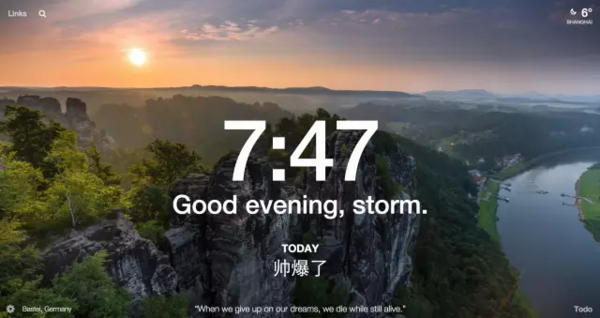 Links
6°
SHANGHAI
7:47
Good evening, storm.
TODAY
帅爆了
Bastei, Germany
“When we give up on our dreams, we die while still alive.”
Todo